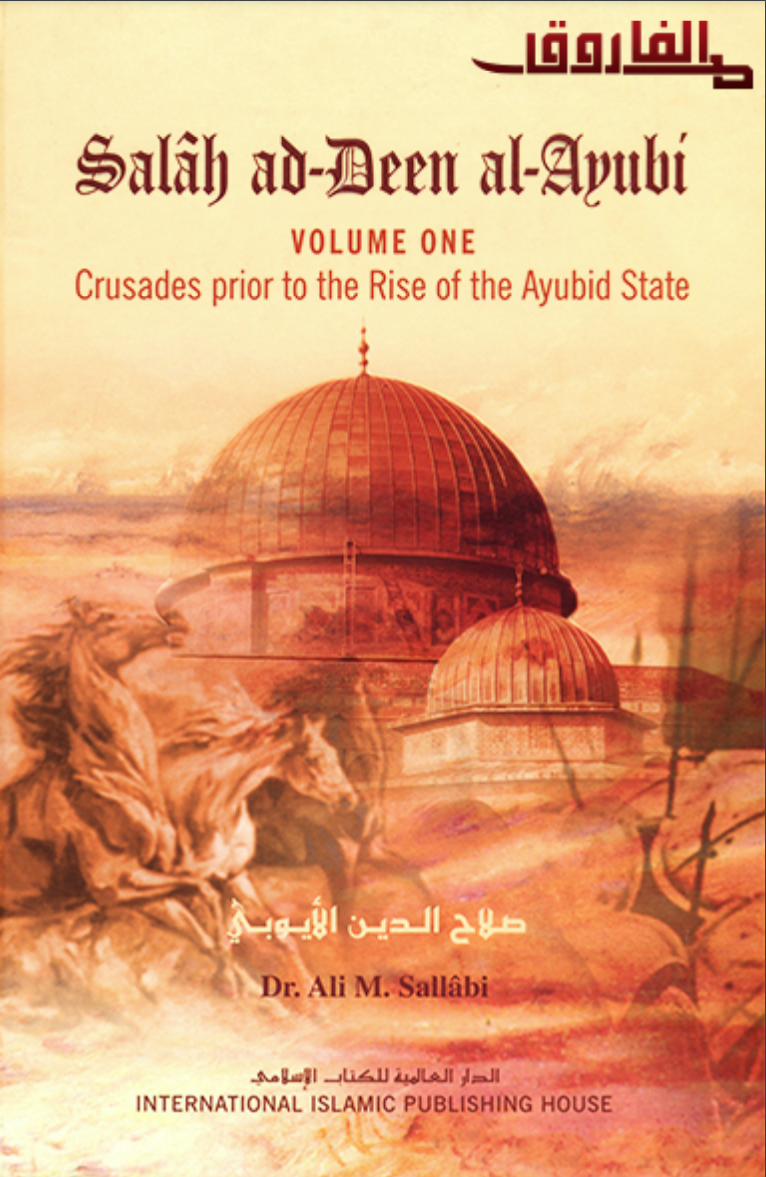 الفاروق
Salâh ad-Deen al-Ayubi
VOLUME ONE
Crusades prior to the Rise of the Ayubid State
صلاح الدين الأيوبي
Dr. Ali M. Sallâbi
الدار العالمية للكتاب الإسلامي
INTERNATIONAL ISLAMIC PUBLISHING HOUSE